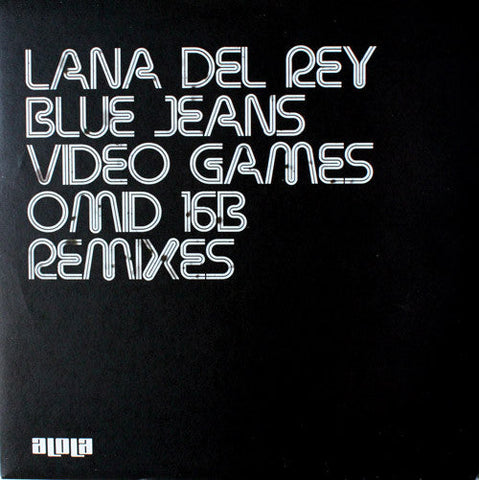 LANA DEL REY
BLUE JEANS
VIDEO GAMES
OMID 16B
REMIXES
aLOLa